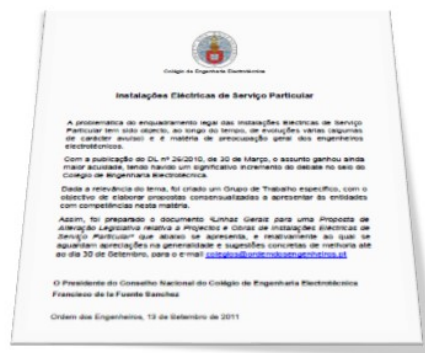 Colégio de Engenharia Electrotécnica
Instalações Eléctricas de Serviço Particular
A problemática do enquadramento legal das Instalações Eléctricas de Serviço
Particular tem sido objecto, ao longo do tempo, de evoluções várias (algumas
de carácter avulso) e é matéria de preocupação geral dos engenheiros
electrotécnicos.
Com a publicação do DL nº 26/2010, de 30 de Março, o assunto ganhou ainda
maior acuidade, tendo havido um significativo incremento do debate no seio do
Colégio de Engenharia Electrotécnica.
Dada a relevância do tema, foi criado um Grupo de Trabalho específico, com o
objectivo de elaborar propostas consensualizadas a apresentar às entidades
com competências nesta matéria.
Assim, foi preparado o documento "Linhas Gerais para uma Proposta de
Alteração Legislativa relativa a Projectos e Obras de Instalações Eléctricas de
Serviço Particular" que abaixo se apresenta, e relativamente ao qual se
aguardam apreciações na generalidade e sugestões concretas de melhoria até
ao dia 30 de Setembro, para o e-mail colegios@ordemdosengenheiros.pt
O Presidente do Conselho Nacional do Colégio de Engenharia Electrotécnica
Francisco de la Fuente Sanchez
Ordem dos Engenheiros, 13 de Setembro de 2011